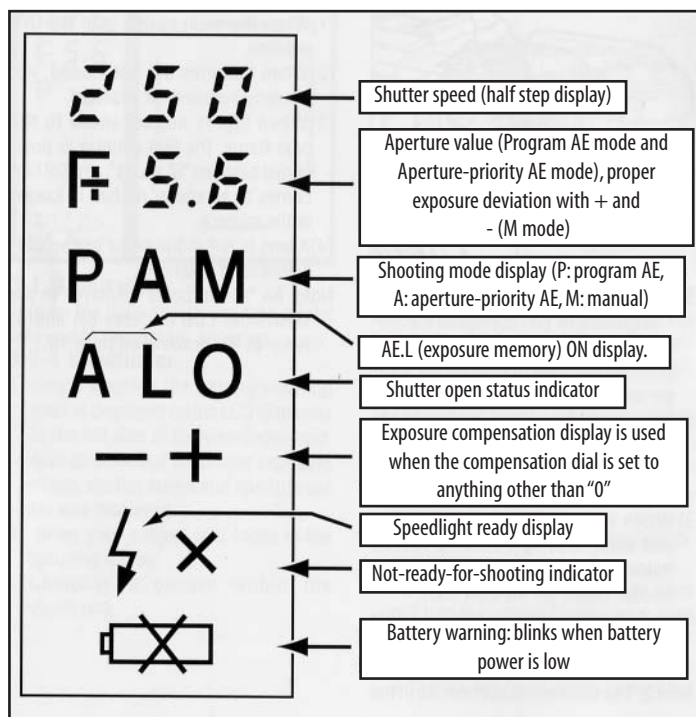 250
Shutter speed (half step display)
F 5.6
Aperture value (Program AE mode and
Aperture-priority AE mode), proper
exposure deviation with + and
- (M mode)
P A M
Shooting mode display (P: program AE,
A: aperture-priority AE, M: manual)
AE.L (exposure memory) ON display.
A L O
Shutter open status indicator
− +
Exposure compensation display is used
when the compensation dial is set to
anything other than "0"
Speedlight ready display
×
Not-ready-for-shooting indicator
Battery warning: blinks when battery
power is low